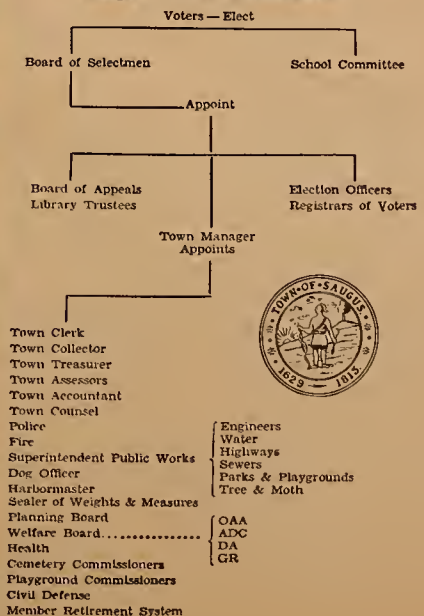 Voters — Elect
Board of Selectmen
School Committee
Appoint
Board of Appeals
Library Trustees
Election Officers
Registrars of Voters
Town Manager
Appoints
TOWN·OF·SAUGUS.
1629 — 1815.
Town Clerk
Town Collector
Town Treasurer
Town Assessors
Town Accountant
Town Counsel
Police
Fire
Superintendent Public Works
Dog Officer
Harbormaster
Sealer of Weights & Measures
Engineers
Water
Highways
Sewers
Parks & Playgrounds
Tree & Moth
Planning Board
Welfare Board................
Health
Cemetery Commissioners
OAA
ADC
DA
GR
Playground Commissioners
Civil Defense
Member Retirement System